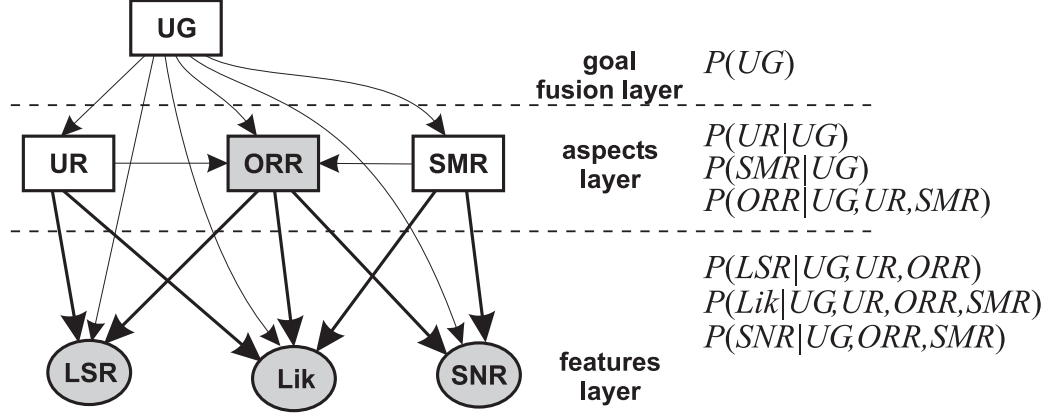 UG
goal
fusion layer
P(UG)
UR
ORR
SMR
aspects
layer
P(UR|UG)
P(SMR|UG)
P(ORR|UG,UR,SMR)
LSR
Lik
SNR
features
layer
P(LSR|UG,UR,ORR)
P(Lik|UG,UR,ORR,SMR)
P(SNR|UG,ORR,SMR)